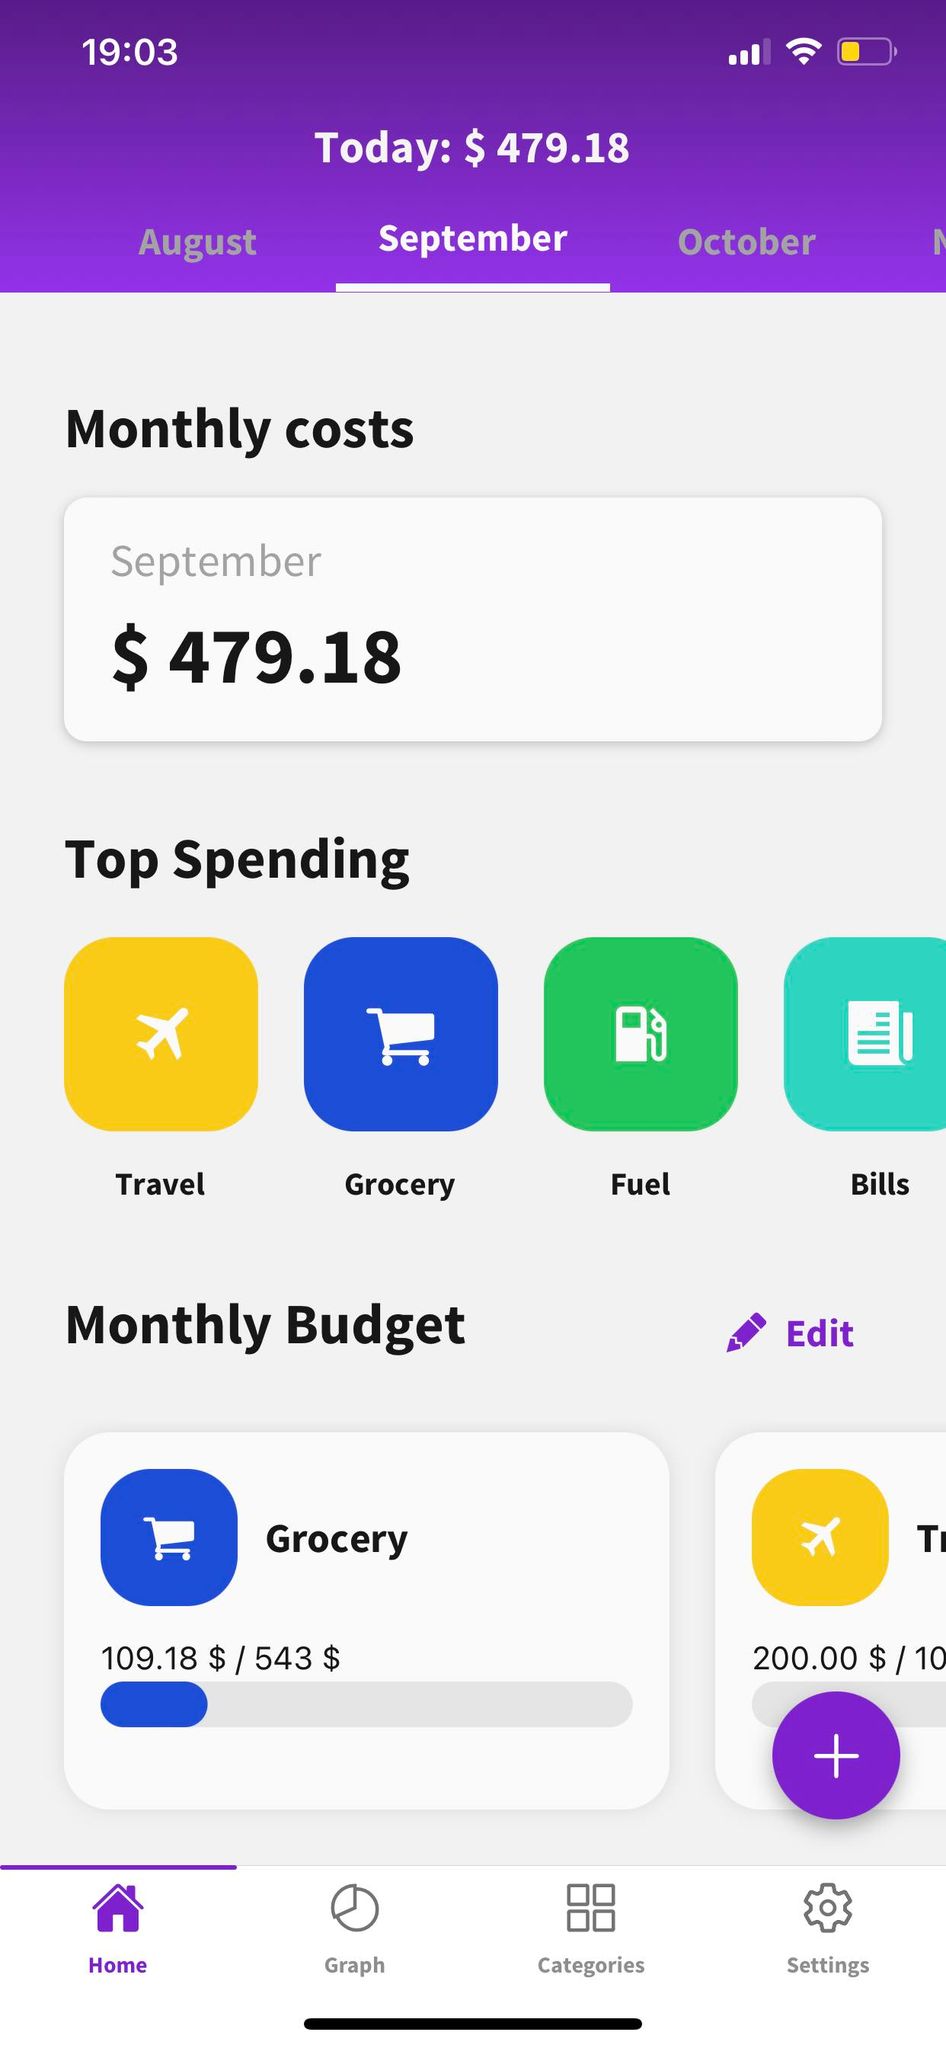 19:03
Today: $ 479.18
August September October
Monthly costs
September
$ 479.18
Top Spending
Travel Grocery Fuel Bills
Monthly Budget Edit
Grocery
109.18 $ / 543 $ 200.00 $ / 10
Home Graph Categories Settings